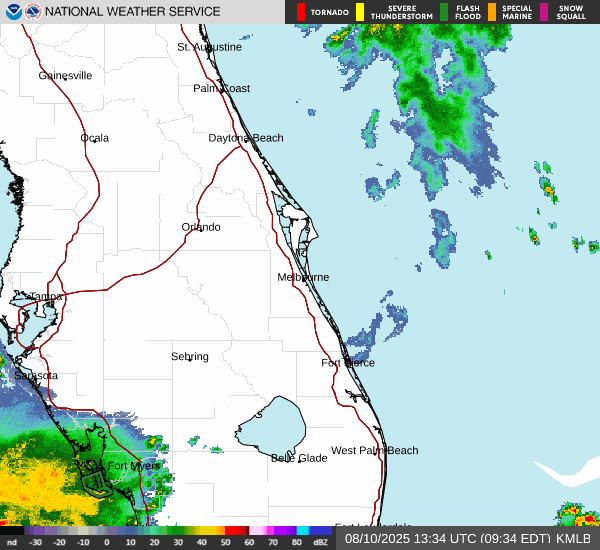 NATIONAL WEATHER SERVICE
TORNADO
SEVERE
THUNDERSTORM
FLASH
FLOOD
SPECIAL
MARINE
SNOW
SQUALL
St. Augustine
Gainesville
Palm Coast
Ocala
Daytona Beach
Orlando
Melbourne
Tampa
Sebring
Fort Pierce
Sarasota
West Palm Beach
Belle Glade
Fort Myers
Fort Lauderdale
nd -30 -20 -10 0 10 20 30 40 50 60 70 80 dBZ
08/10/2025 13:34 UTC (09:34 EDT) KMLB